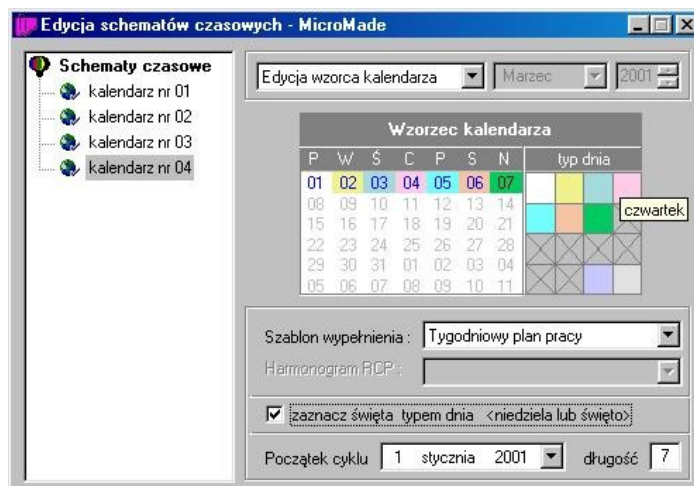 Edycja schematów czasowych - MicroMade
Schematy czasowe
kalendarz nr 01
kalendarz nr 02
kalendarz nr 03
kalendarz nr 04
Edycja wzorca kalendarza Marzec 2001
Wzorzec kalendarza
P W Ś C P S N typ dnia
01 02 03 04 05 06 07
08 09 10 11 12 13 14
czwartek
15 16 17 18 19 20 21
22 23 24 25 26 27 28
29 30 31 01 02 03 04
05 06 07 08 09 10 11
Szablon wypełnienia : Tygodniowy plan pracy
Harmonogram RCP :
zaznacz święta typem dnia <niedziela lub święto>
Początek cyklu 1 stycznia 2001 długość 7